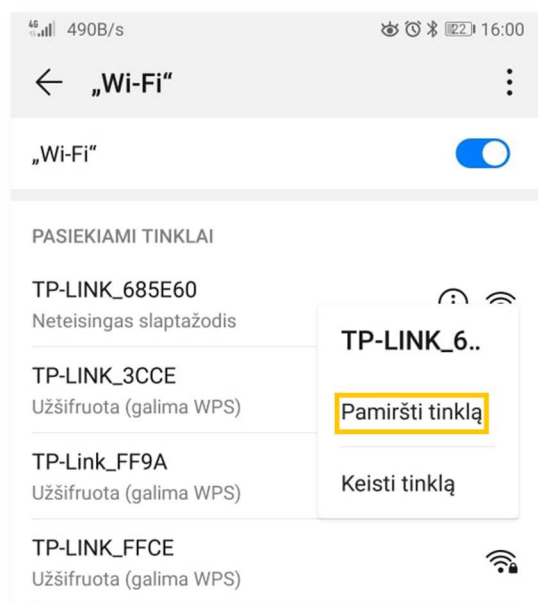 4G 490B/s 22 16:00
„Wi-Fi“
„Wi-Fi“
PASIEKIAMI TINKLAI
TP-LINK_685E60
Neteisingas slaptažodis
TP-LINK_6..
TP-LINK_3CCE
Užšifruota (galima WPS)
Pamiršti tinklą
TP-Link_FF9A
Užšifruota (galima WPS)
Keisti tinklą
TP-LINK_FFCE
Užšifruota (galima WPS)